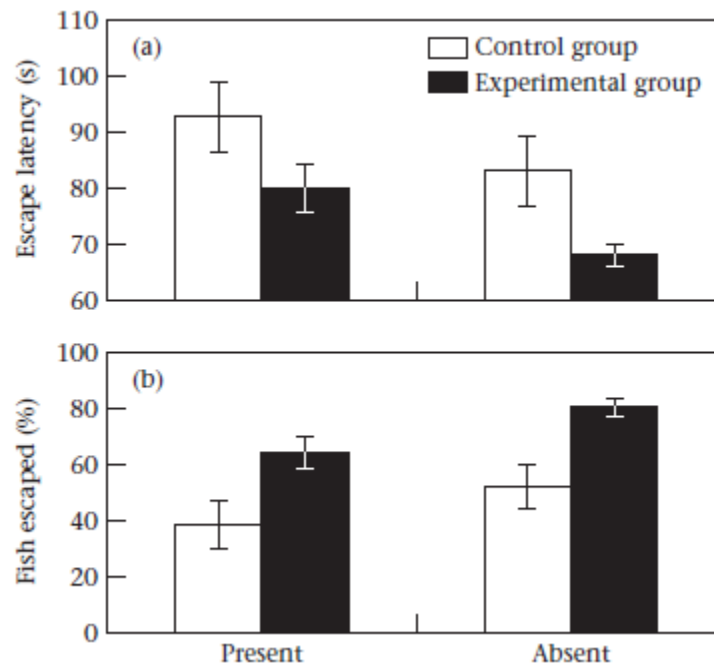 110
(a)
Control group
100
Experimental group
90
80
70
60
Escape latency (s)
100
(b)
80
60
40
20
0
Fish escaped (%)
Present Absent